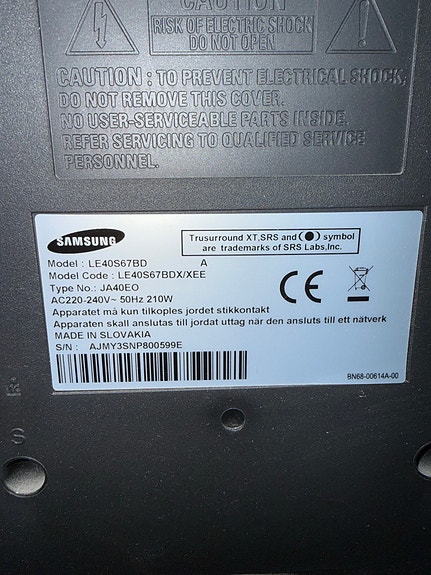 CAUTION
RISK OF ELECTRIC SHOCK
DO NOT OPEN
CAUTION : TO PREVENT ELECTRICAL SHOCK,
DO NOT REMOVE THIS COVER.
NO USER-SERVICEABLE PARTS INSIDE.
REFER SERVICING TO QUALIFIED SERVICE
PERSONNEL.
SAMSUNG
Trusurround XT,SRS and symbol
are trademarks of SRS Labs,Inc.
Model : LE40S67BD A
Model Code : LE40S67BDX/XEE
Type No.: JA40EO
AC220-240V~ 50Hz 210W
Apparatet må kun tilkoples jordet stikkontakt
Apparaten skall anslutas till jordat uttag när den ansluts till ett nätverk
MADE IN SLOVAKIA
S/N : AJMY3SNP800599E
CE
BN68-00614A-00
S